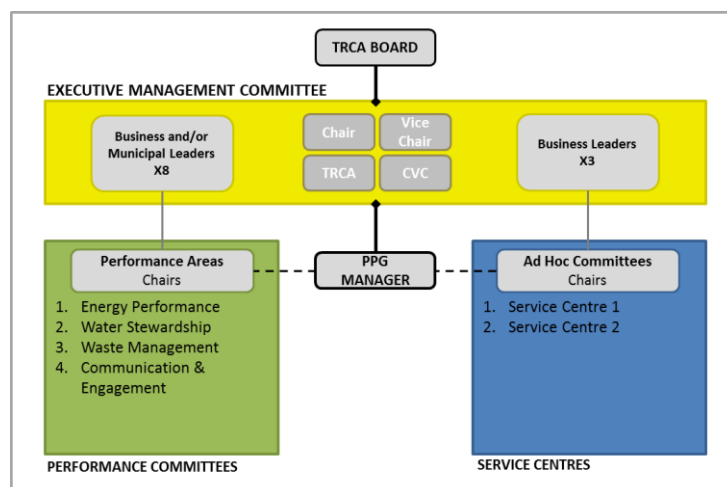 TRCA BOARD
EXECUTIVE MANAGEMENT COMMITTEE
Business and/or
Municipal Leaders
X8
Chair
Vice
Chair
TRCA
CVC
Business Leaders
X3
Performance Areas
Chairs
PPG
MANAGER
Ad Hoc Committees
Chairs
1. Energy Performance
2. Water Stewardship
3. Waste Management
4. Communication &
Engagement
1. Service Centre 1
2. Service Centre 2
PERFORMANCE COMMITTEES
SERVICE CENTRES